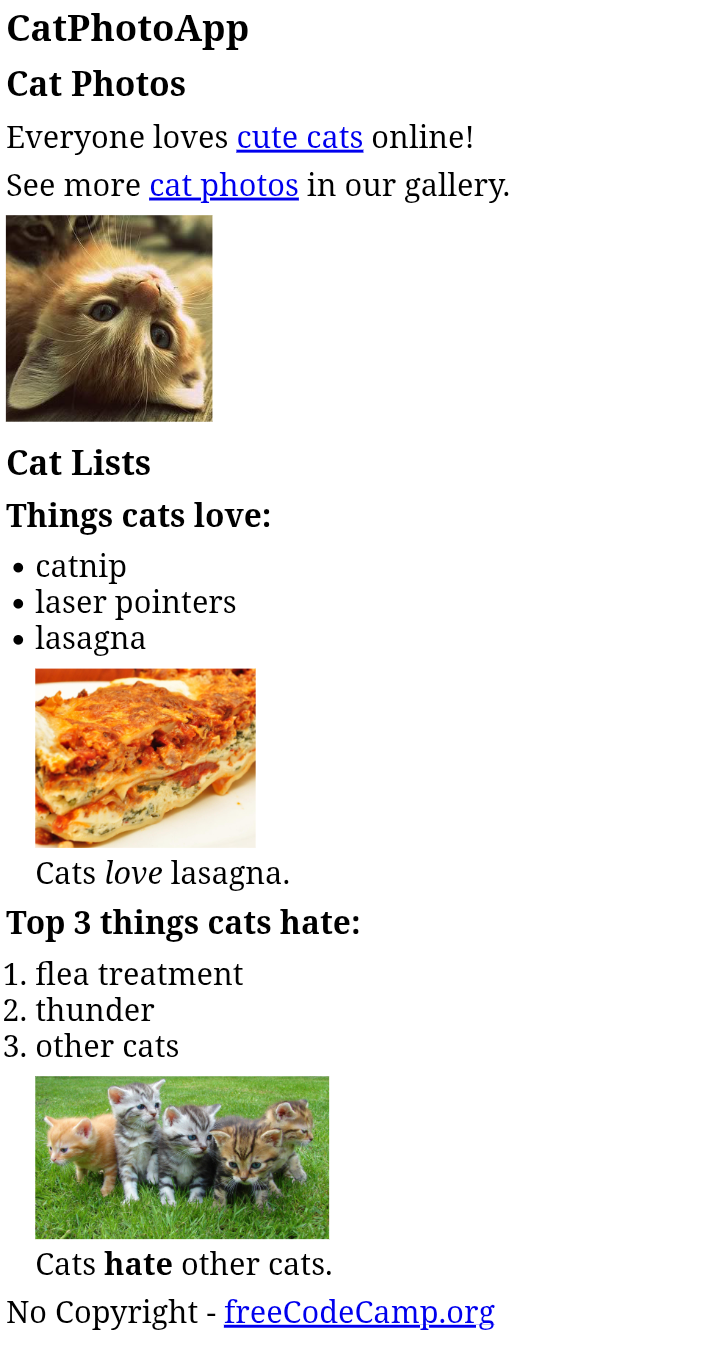 CatPhotoApp
Cat Photos
Everyone loves cute cats online!
See more cat photos in our gallery.
Cat Lists
Things cats love:
• catnip
• laser pointers
• lasagna
Cats love lasagna.
Top 3 things cats hate:
1. flea treatment
2. thunder
3. other cats
Cats hate other cats.
No Copyright - freeCodeCamp.org